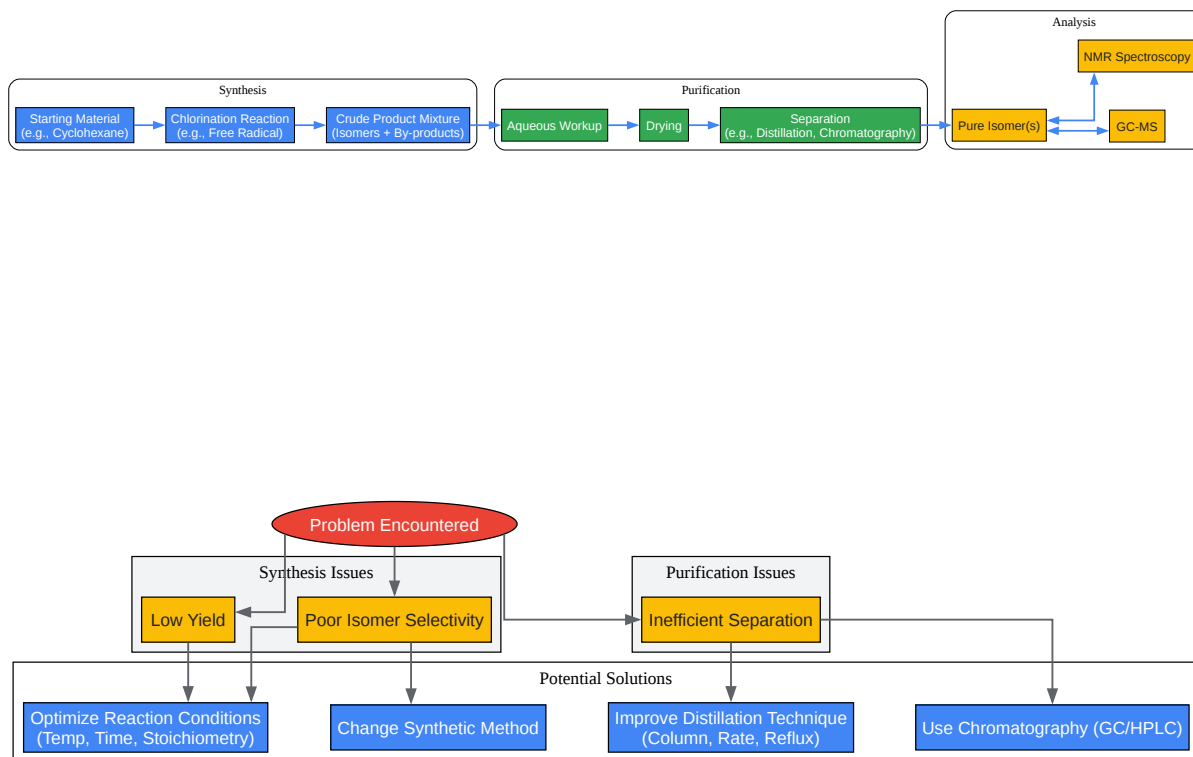 Analysis
NMR Spectroscopy
Synthesis
Purification
Starting Material
(e.g., Cyclohexane)
Chlorination Reaction
(e.g., Free Radical)
Crude Product Mixture
(Isomers + By-products)
Aqueous Workup
Drying
Separation
(e.g., Distillation, Chromatography)
Pure Isomer(s)
GC-MS
Problem Encountered
Synthesis Issues
Purification Issues
Low Yield
Poor Isomer Selectivity
Inefficient Separation
Potential Solutions
Optimize Reaction Conditions
(Temp, Time, Stoichiometry)
Change Synthetic Method
Improve Distillation Technique
(Column, Rate, Reflux)
Use Chromatography (GC/HPLC)